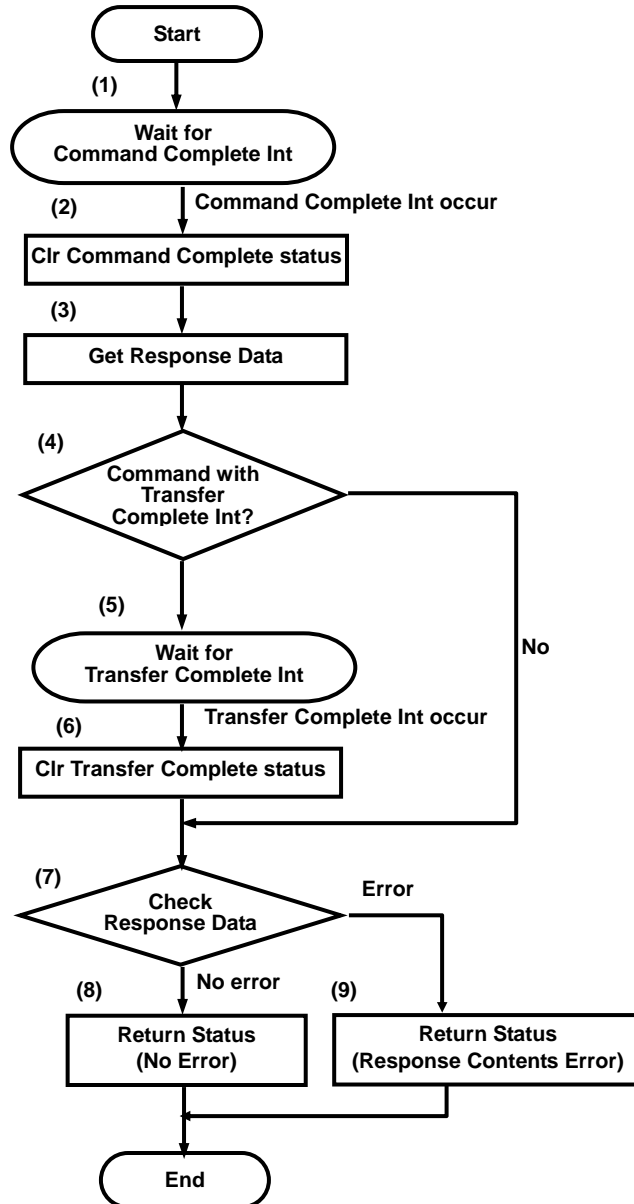 Start
(1)
Wait for
Command Complete Int
Command Complete Int occur
(2)
Clr Command Complete status
(3)
Get Response Data
(4)
Command with
Transfer
Complete Int?
(5)
No
Wait for
Transfer Complete Int
Transfer Complete Int occur
(6)
Clr Transfer Complete status
(7)
Check
Response Data
Error
No error
(8)
(9)
Return Status
(No Error)
Return Status
(Response Contents Error)
End